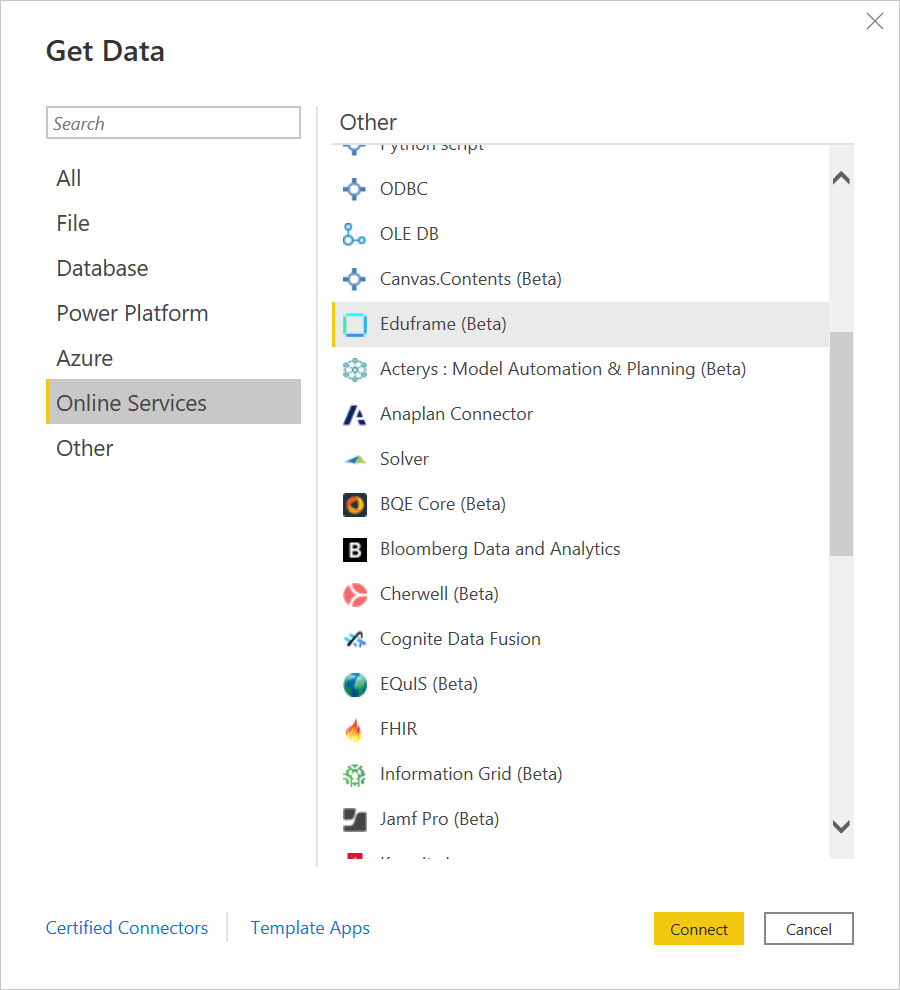 Get Data
Search
All
File
Database
Power Platform
Azure
Online Services
Other
Other
Python script
ODBC
OLE DB
Canvas.Contents (Beta)
Eduframe (Beta)
Acterys : Model Automation & Planning (Beta)
Anaplan Connector
Solver
BQE Core (Beta)
B
Bloomberg Data and Analytics
Cherwell (Beta)
Cognite Data Fusion
EQuIS (Beta)
FHIR
Information Grid (Beta)
Jamf Pro (Beta)
Certified Connectors
Template Apps
Connect
Cancel